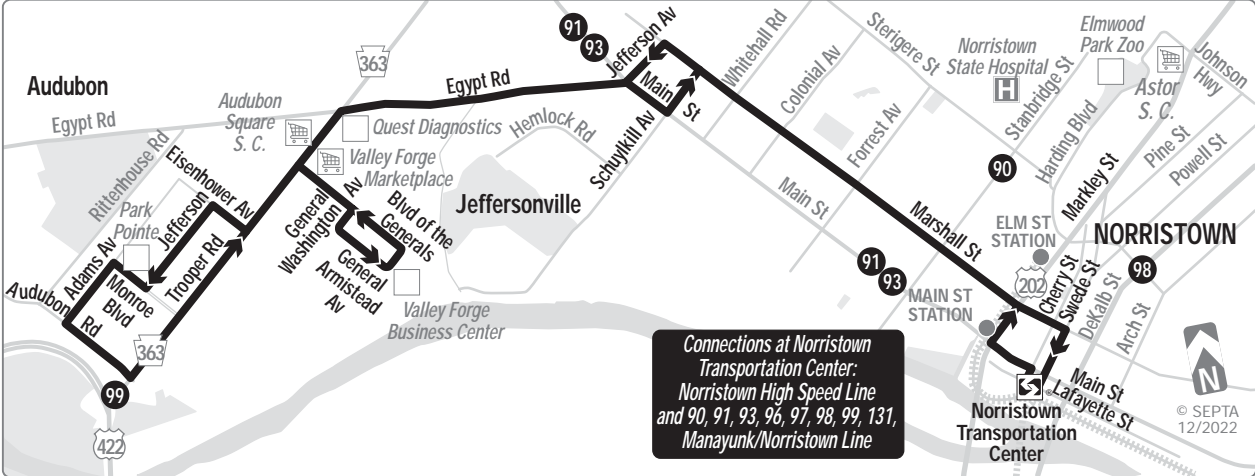 Audubon
Egypt Rd
Rittenhouse Rd
Audubon
Square
S. C.
363
Quest Diagnostics
Valley Forge
Marketplace
Eisenhower Av
Jefferson
Park
Pointe
Adams Av
Monroe
Blvd
Trooper Rd
Audubon
Rd
363
99
422
General
Washington
Av
Blvd of the
Generals
General
Armistead
Av
Valley Forge
Business Center
Egypt Rd
Hemlock Rd
Jeffersonville
91
93
Jefferson Av
Main
St
Schuylkill Av
Whitehall Rd
Colonial Av
Forrest Av
Sterigere St
Main St
Marshall St
Norristown
State Hospital
H
Stanbridge St
90
Elmwood
Park Zoo
Harding Blvd
Astor
S. C.
Johnson
Hwy
Markley St
Pine St
Powell St
ELM ST
STATION
202
NORRISTOWN
98
Cherry St
Swede St
DeKalb St
Arch St
91
93
MAIN ST
STATION
Main St
Lafayette St
Norristown
Transportation
Center
Connections at Norristown
Transportation Center:
Norristown High Speed Line
and 90, 91, 93, 96, 97, 98, 99, 131,
Manayunk/Norristown Line
N
© SEPTA
12/2022